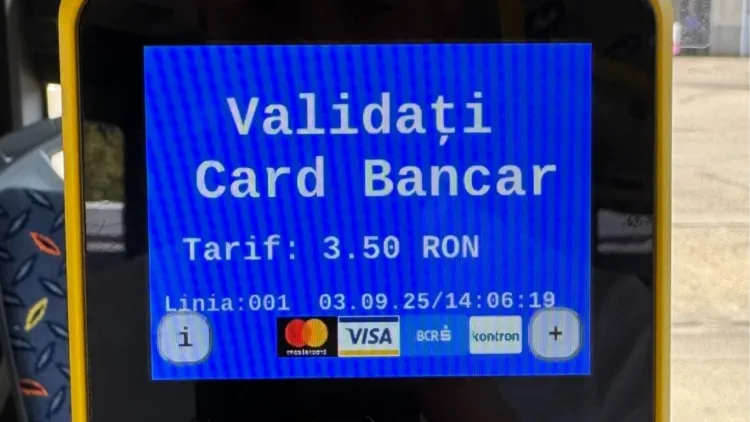 Validați
Card Bancar
Tarif: 3.50 RON
Linia:001 03.09.25/14:06:19
i mastercard VISA BCR kontron +